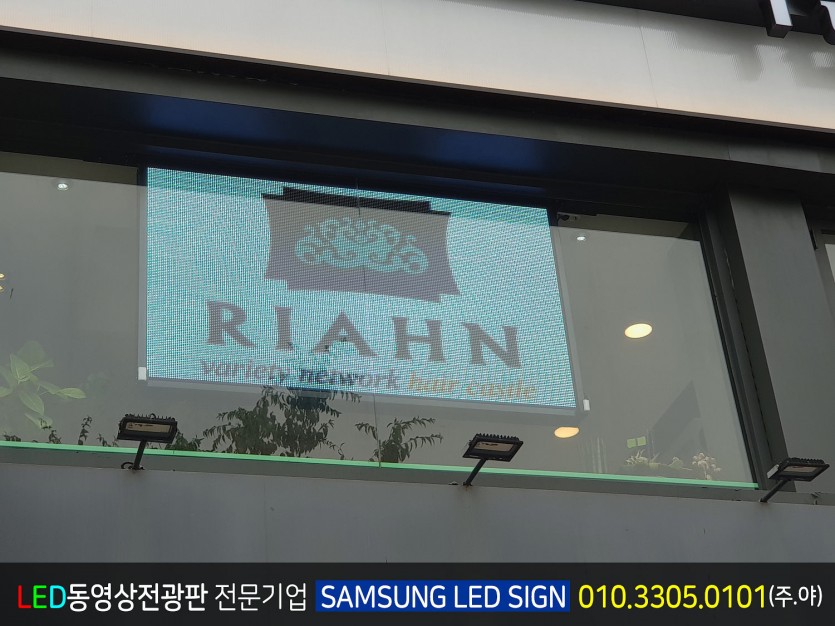 RIAHN
variety network hair castle
LED동영상전광판 전문기업 SAMSUNG LED SIGN 010.3305.0101(주.야)